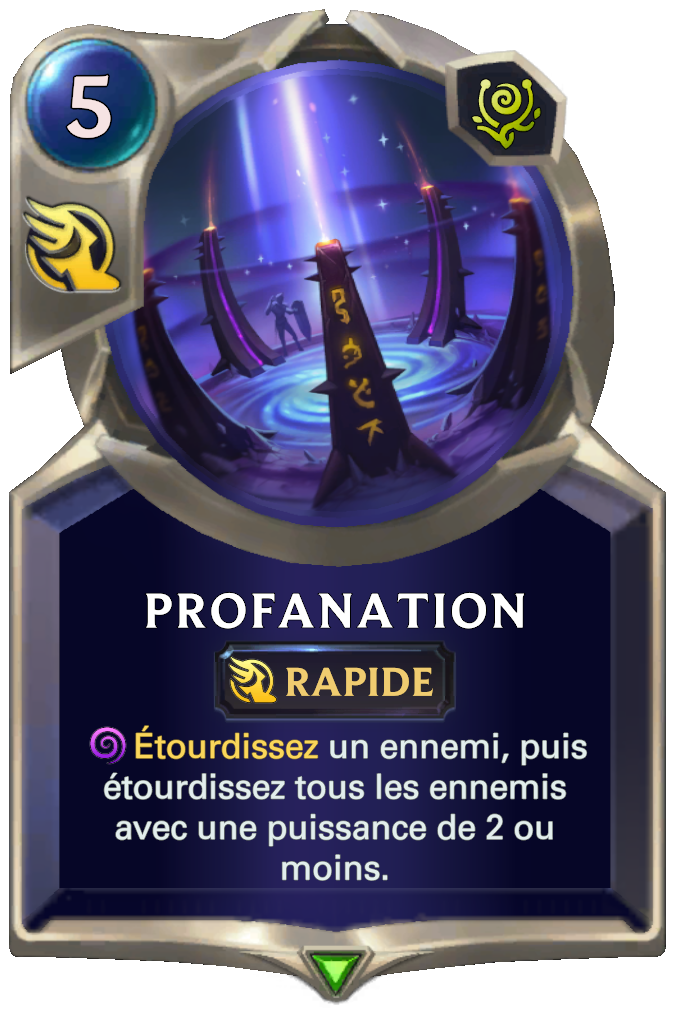 5
PROFANATION
RAPIDE
Étourdissez un ennemi, puis
étourdissez tous les ennemis
avec une puissance de 2 ou
moins.